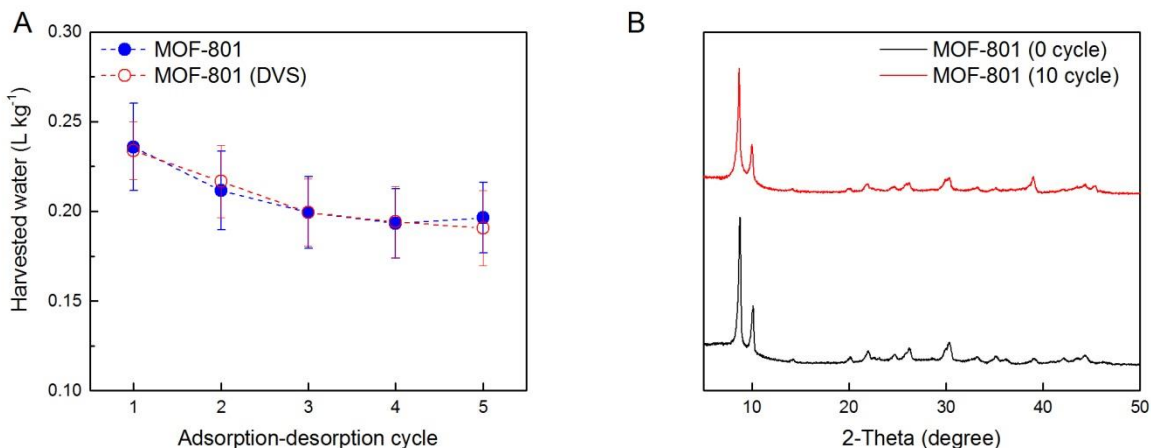 A
0.30
0.25
0.20
0.15
0.10
Harvested water (L kg-1)
MOF-801
MOF-801 (DVS)
1 2 3 4 5
Adsorption-desorption cycle
B
MOF-801 (0 cycle)
MOF-801 (10 cycle)
10 20 30 40 50
2-Theta (degree)